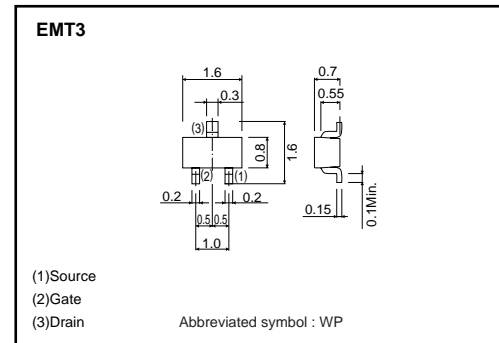 EMT3
1.6
0.7
0.3
0.55
(3)
0.8
1.6
(2)
(1)
0.2
0.2
0.5 0.5
0.15
0.1Min.
1.0
(1)Source
(2)Gate
(3)Drain
Abbreviated symbol : WP